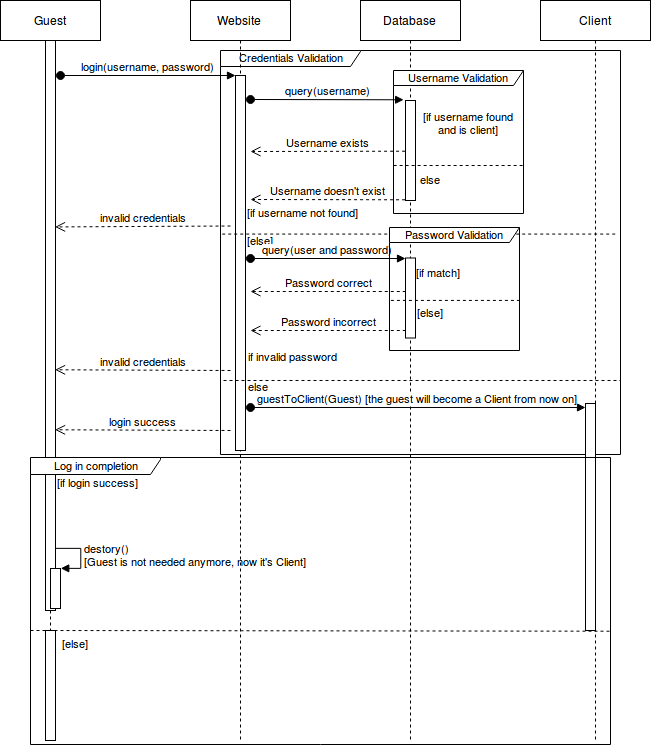 Guest
Website
Database
Client
Credentials Validation
login(username, password)
Username Validation
query(username)
[if username found
and is client]
Username exists
else
Username doesn't exist
[if username not found]
invalid credentials
[else]
Password Validation
query(user and password)
[if match]
Password correct
[else]
Password incorrect
if invalid password
invalid credentials
else
guestToClient(Guest) [the guest will become a Client from now on]
login success
Log in completion
[if login success]
destory()
[Guest is not needed anymore, now it's Client]
[else]